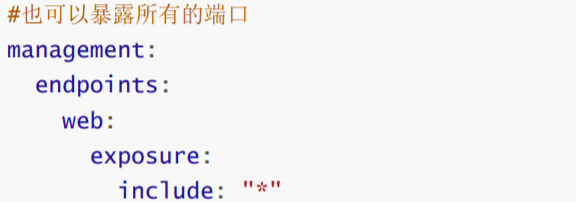 #也可以暴露所有的端口
management:
  endpoints:
    web:
      exposure:
        include: "*"